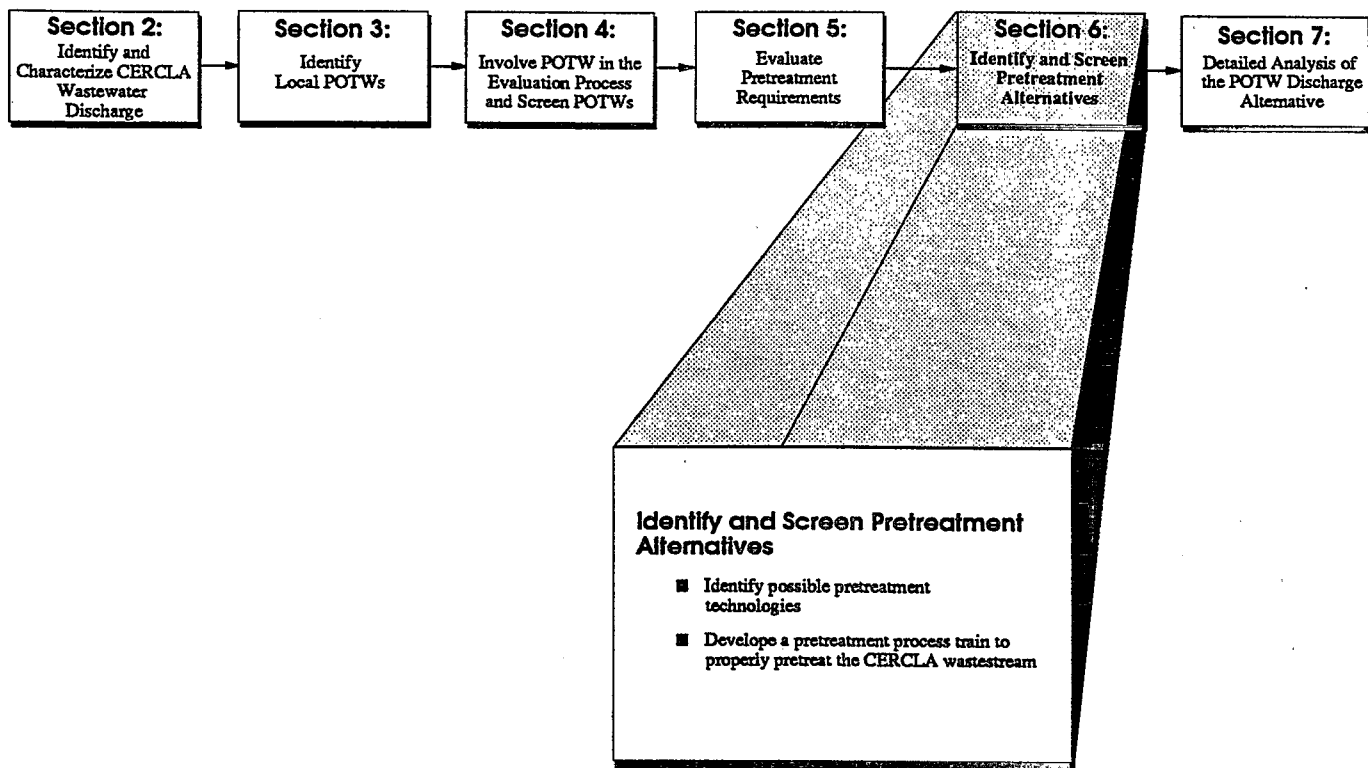 Section 2:
Identify and
Characterize CERCLA
Wastewater
Discharge
Section 3:
Identify
Local POTWs
Section 4:
Involve POTW in the
Evaluation Process
and Screen POTWs
Section 5:
Evaluate
Pretreatment
Requirements
Section 6:
Identify and Screen
Pretreatment
Alternatives
Section 7:
Detailed Analysis of
the POTW Discharge
Alternative
Identify and Screen Pretreatment
Alternatives
■ Identify possible pretreatment
technologies
■ Develope a pretreatment process train to
properly pretreat the CERCLA wastestream